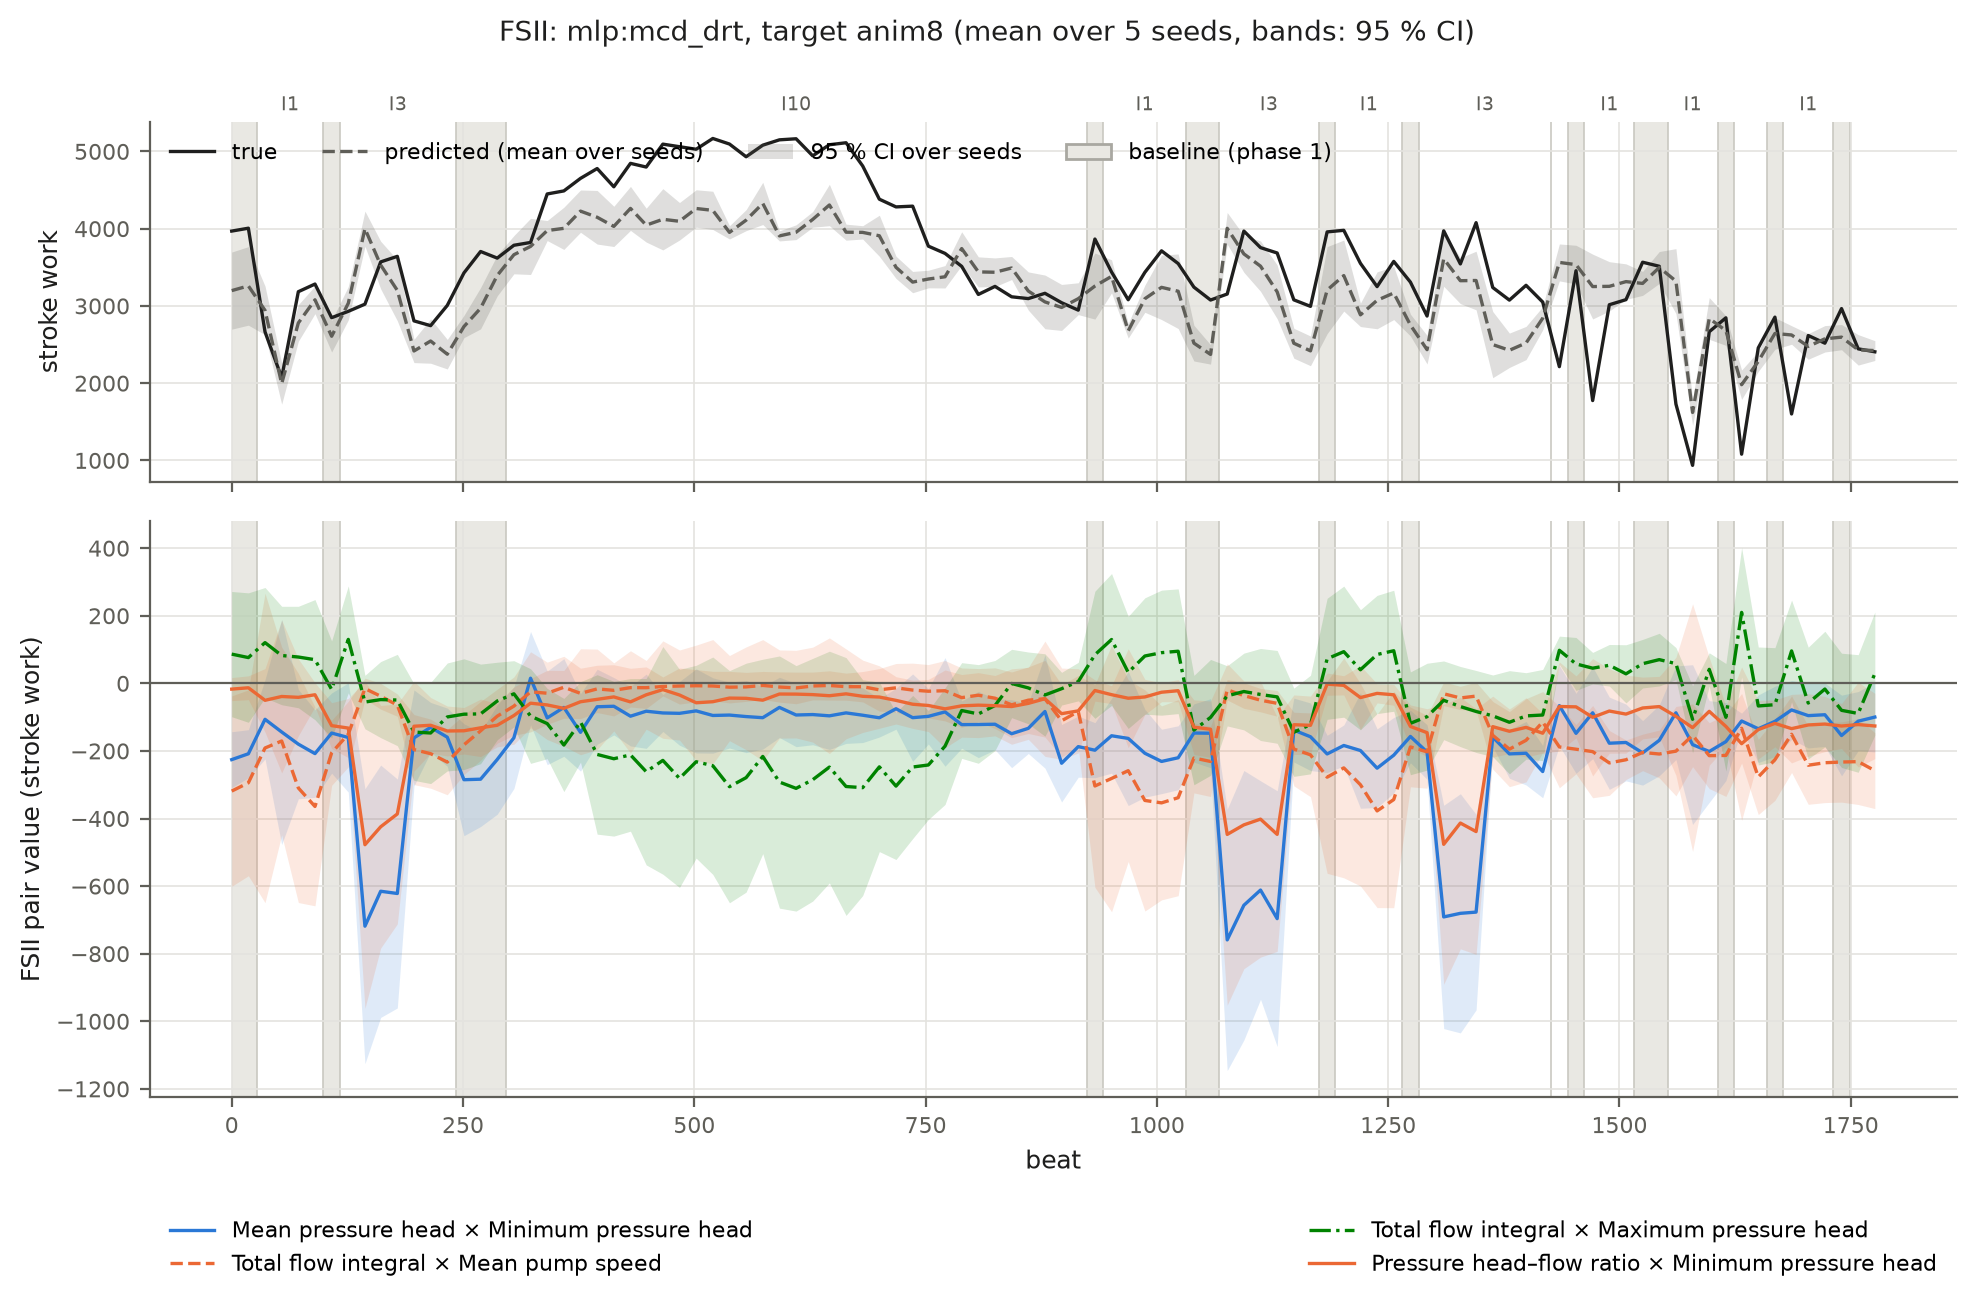 FSII: mlp:mcd_drt, target anim8 (mean over 5 seeds, bands: 95 % CI)
I1 I3 I10 I1 I3 I1 I3 I1 I1 I1
true predicted (mean over seeds) 95 % CI over seeds baseline (phase 1)
stroke work
5000
4000
3000
2000
1000
FSII pair value (stroke work)
400
200
0
−200
−400
−600
−800
−1000
−1200
0 250 500 750 1000 1250 1500 1750
beat
Mean pressure head × Minimum pressure head
Total flow integral × Mean pump speed
Total flow integral × Maximum pressure head
Pressure head–flow ratio × Minimum pressure head